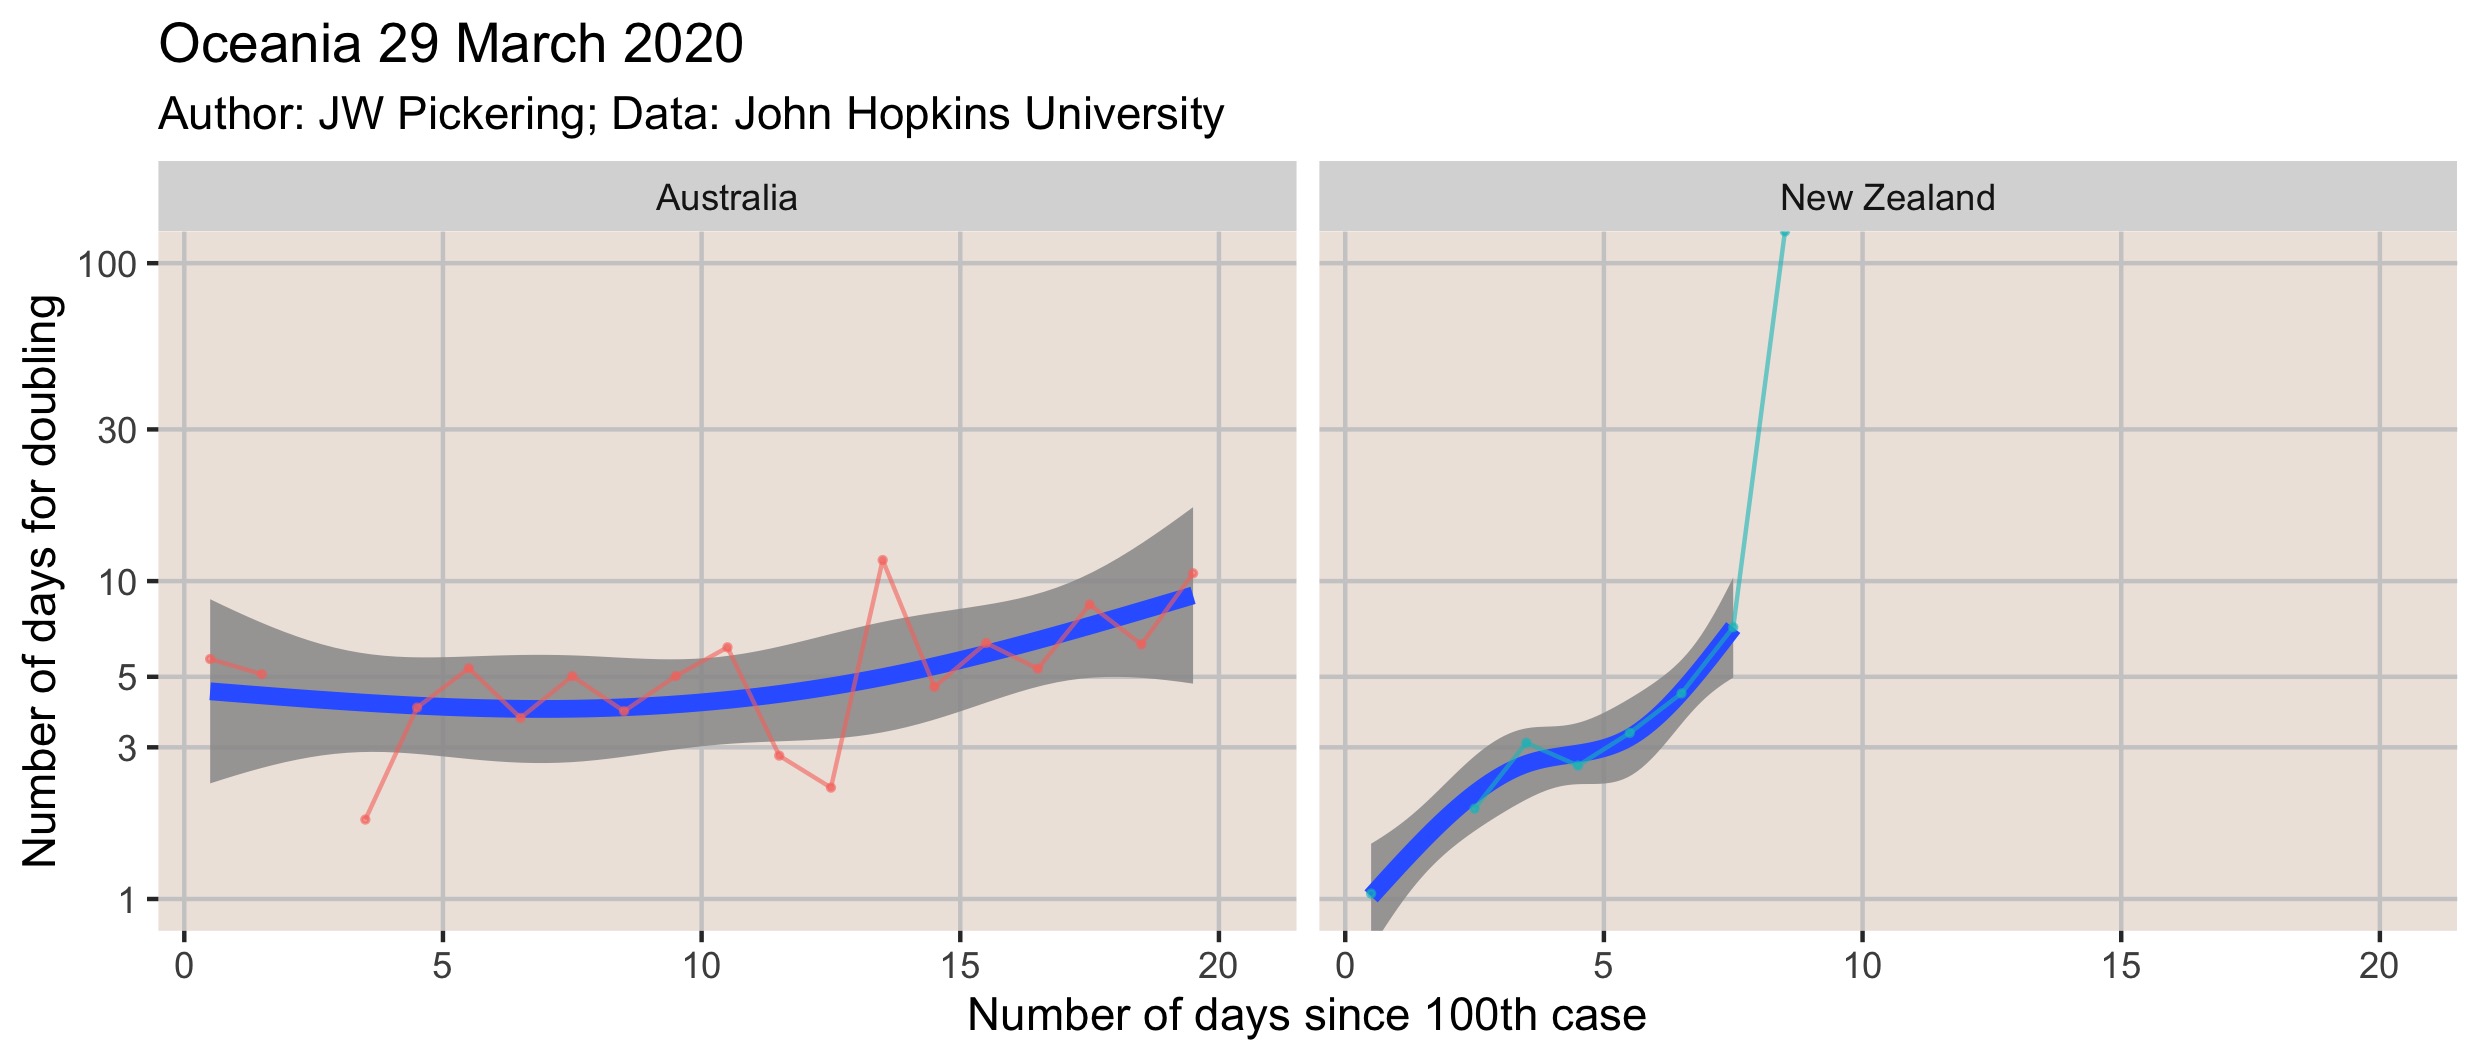 Oceania 29 March 2020
Author: JW Pickering; Data: John Hopkins University
Australia
New Zealand
Number of days for doubling
100
30
10
5
3
1
0 5 10 15 20
0 5 10 15 20
Number of days since 100th case